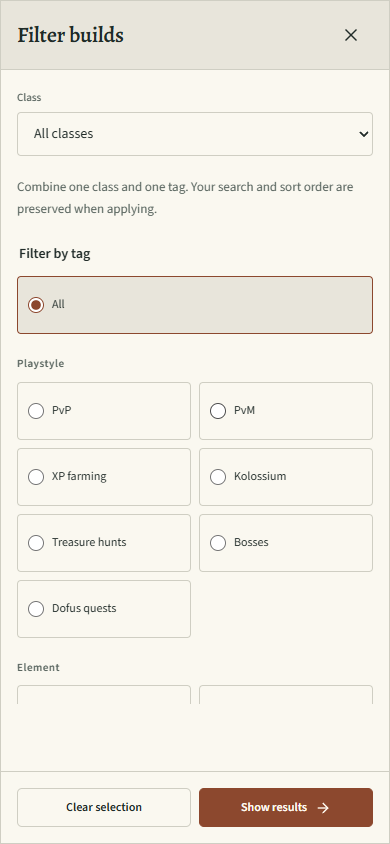 Filter builds
Class
All classes
Combine one class and one tag. Your search and sort order are
preserved when applying.
Filter by tag
All
Playstyle
PvP
PvM
XP farming
Kolossium
Treasure hunts
Bosses
Dofus quests
Element
Clear selection
Show results